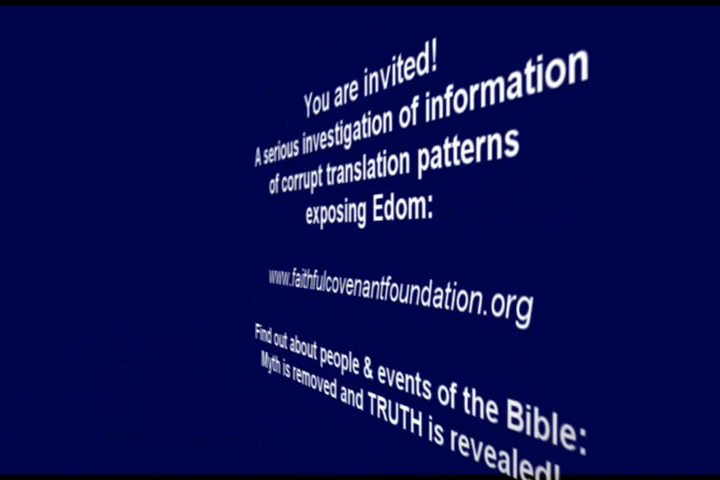 You are invited!
A serious investigation of information
of corrupt translation patterns
exposing Edom:
www.faithfulcovenantfoundation.org
Find out about people & events of the Bible:
Myth is removed and TRUTH is revealed!